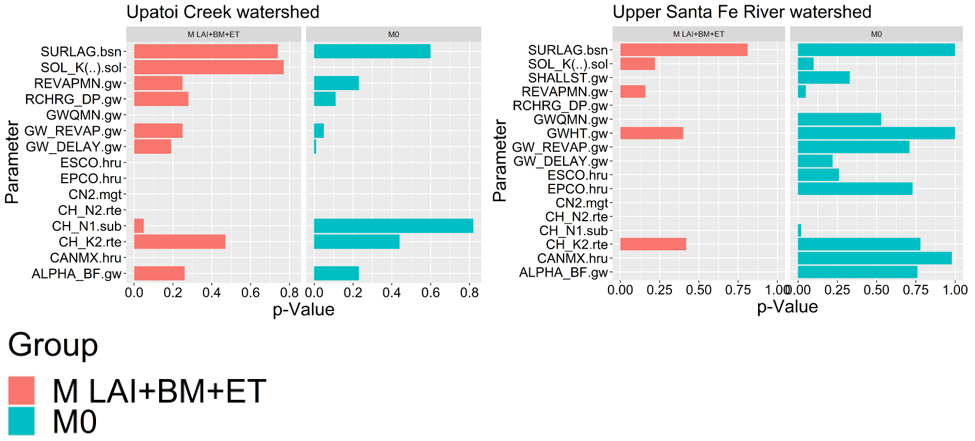 Upatoi Creek watershed
M LAI+BM+ET
M0
SURLAG.bsn
SOL_K(..).sol
REVAPMN.gw
RCHRG_DP.gw
GWQMN.gw
GW_REVAP.gw
GW_DELAY.gw
ESCO.hru
EPCO.hru
CN2.mgt
CH_N2.rte
CH_N1.sub
CH_K2.rte
CANMX.hru
ALPHA_BF.gw
Parameter
0.0 0.2 0.4 0.6 0.8 0.0 0.2 0.4 0.6 0.8
p-Value
Upper Santa Fe River watershed
M LAI+BM+ET
M0
SURLAG.bsn
SOL_K(..).sol
SHALLST.gw
REVAPMN.gw
RCHRG_DP.gw
GWQMN.gw
GWHT.gw
GW_REVAP.gw
GW_DELAY.gw
ESCO.hru
EPCO.hru
CN2.mgt
CH_N2.rte
CH_N1.sub
CH_K2.rte
CANMX.hru
ALPHA_BF.gw
Parameter
0.00 0.25 0.50 0.75 1.00 0.00 0.25 0.50 0.75 1.00
p-Value
Group
M LAI+BM+ET
M0